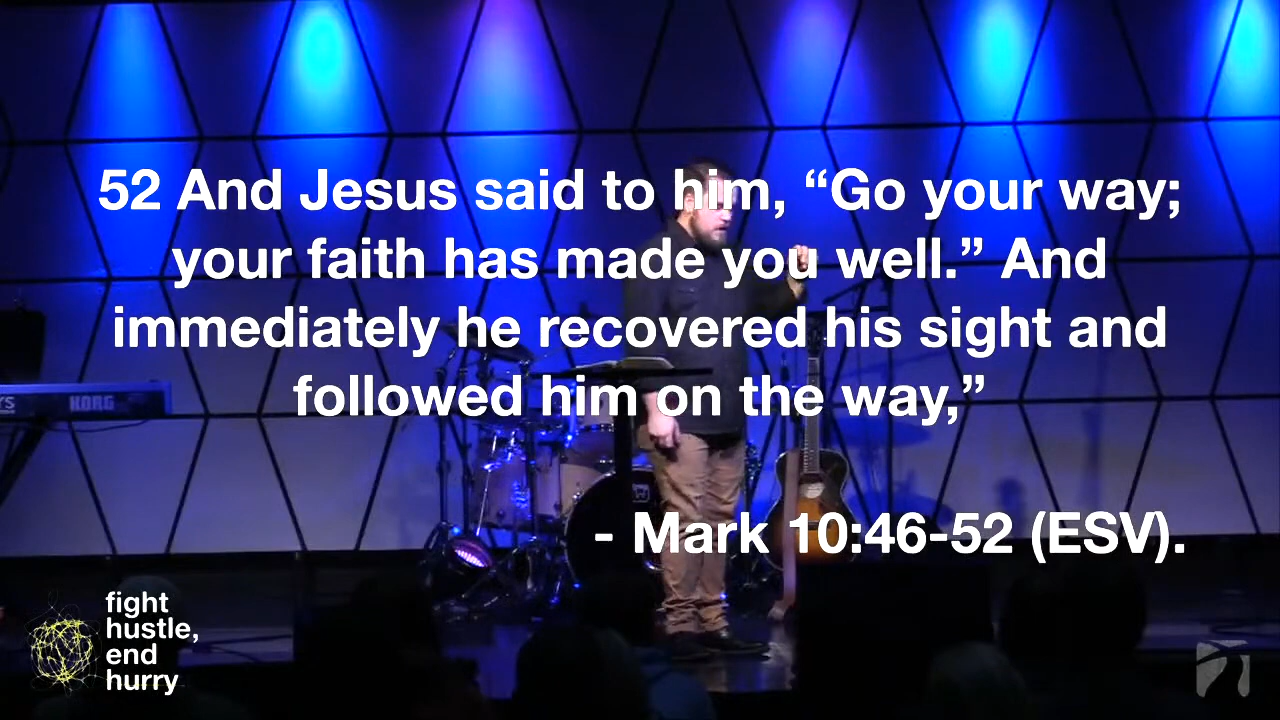 52 And Jesus said to him, “Go your way;
your faith has made you well.” And
immediately he recovered his sight and
followed him on the way,”
- Mark 10:46-52 (ESV).
KORG
fight
hustle,
end
hurry